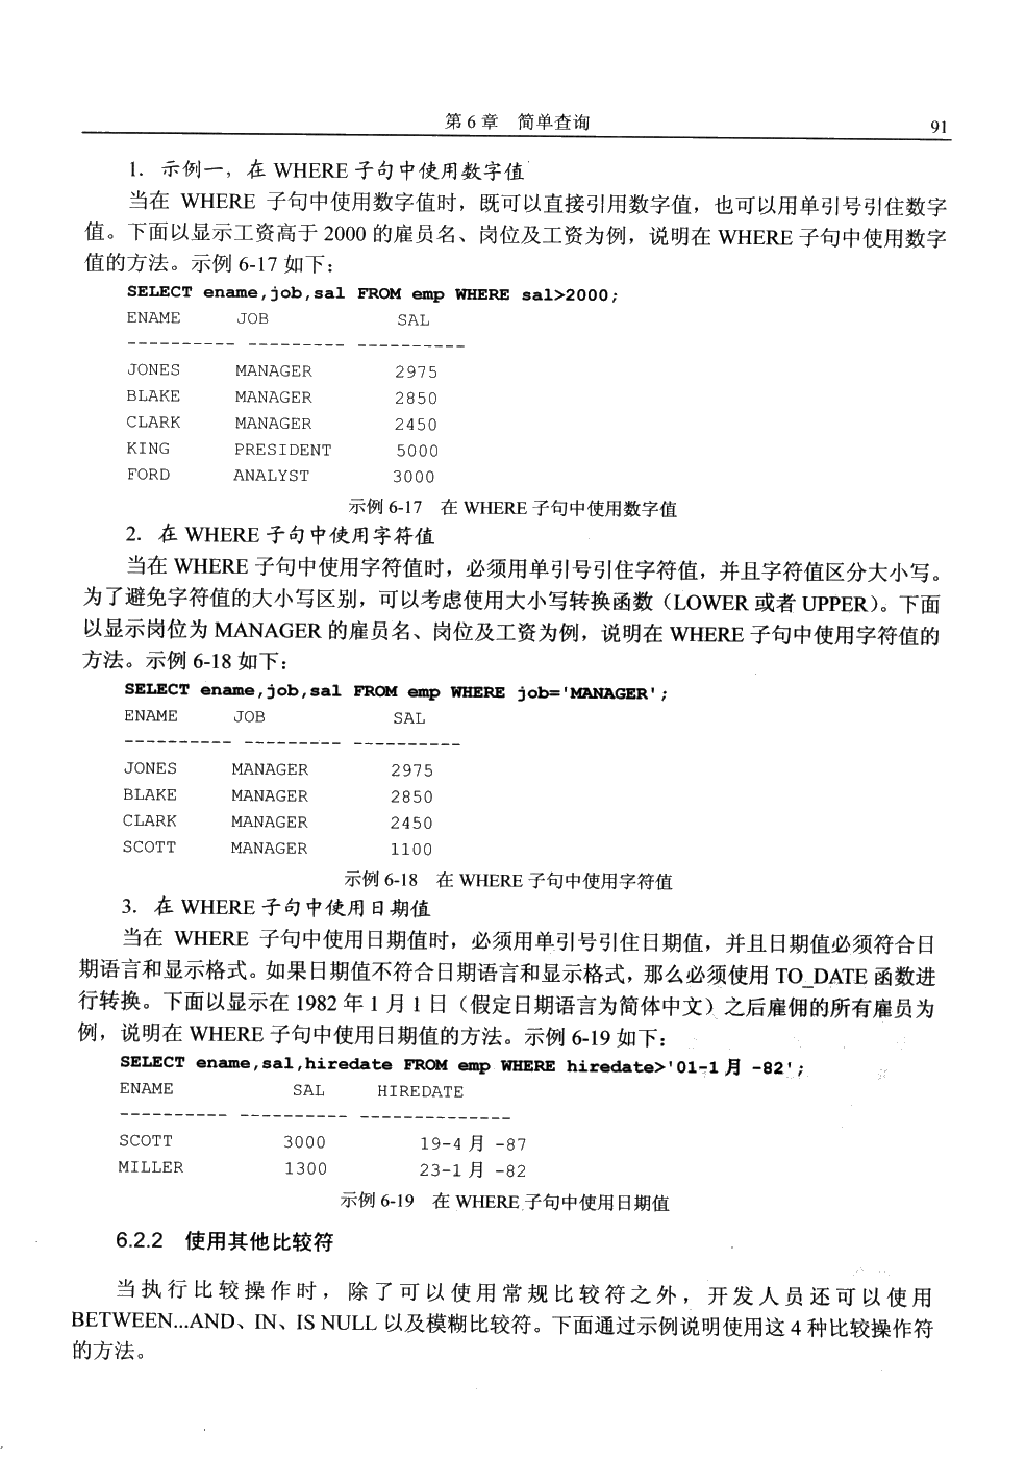 第 6 章　简单查询
91
1. 示例一，在 WHERE 子句中使用数字值
当在 WHERE 子句中使用数字值时，既可以直接引用数字值，也可以用单引号引住数字
值。下面以显示工资高于 2000 的雇员名、岗位及工资为例，说明在 WHERE 子句中使用数字
值的方法。示例 6-17 如下：
SELECT ename,job,sal FROM emp WHERE sal>2000;
ENAME JOB SAL
---------- --------- ----------
JONES MANAGER 2975
BLAKE MANAGER 2850
CLARK MANAGER 2450
KING PRESIDENT 5000
FORD ANALYST 3000
示例 6-17　在 WHERE 子句中使用数字值
2. 在 WHERE 子句中使用字符值
当在 WHERE 子句中使用字符值时，必须用单引号引住字符值，并且字符值区分大小写。
为了避免字符值的大小写区别，可以考虑使用大小写转换函数（LOWER 或者 UPPER）。下面
以显示岗位为 MANAGER 的雇员名、岗位及工资为例，说明在 WHERE 子句中使用字符值的
方法。示例 6-18 如下：
SELECT ename,job,sal FROM emp WHERE job='MANAGER';
ENAME JOB SAL
---------- --------- ----------
JONES MANAGER 2975
BLAKE MANAGER 2850
CLARK MANAGER 2450
SCOTT MANAGER 1100
示例 6-18　在 WHERE 子句中使用字符值
3. 在 WHERE 子句中使用日期值
当在 WHERE 子句中使用日期值时，必须用单引号引住日期值，并且日期值必须符合日
期语言和显示格式。如果日期值不符合日期语言和显示格式，那么必须使用 TO_DATE 函数进
行转换。下面以显示在 1982 年 1 月 1 日（假定日期语言为简体中文）之后雇佣的所有雇员为
例，说明在 WHERE 子句中使用日期值的方法。示例 6-19 如下：
SELECT ename,sal,hiredate FROM emp WHERE hiredate>'01-1月 -82';
ENAME SAL HIREDATE
---------- ---------- --------------
SCOTT 3000 19-4 月 -87
MILLER 1300 23-1 月 -82
示例 6-19　在 WHERE 子句中使用日期值
6.2.2　使用其他比较符
当执行比较操作时，除了可以使用常规比较符之外，开发人员还可以使用
BETWEEN...AND、IN、IS NULL 以及模糊比较符。下面通过示例说明使用这 4 种比较操作符
的方法。